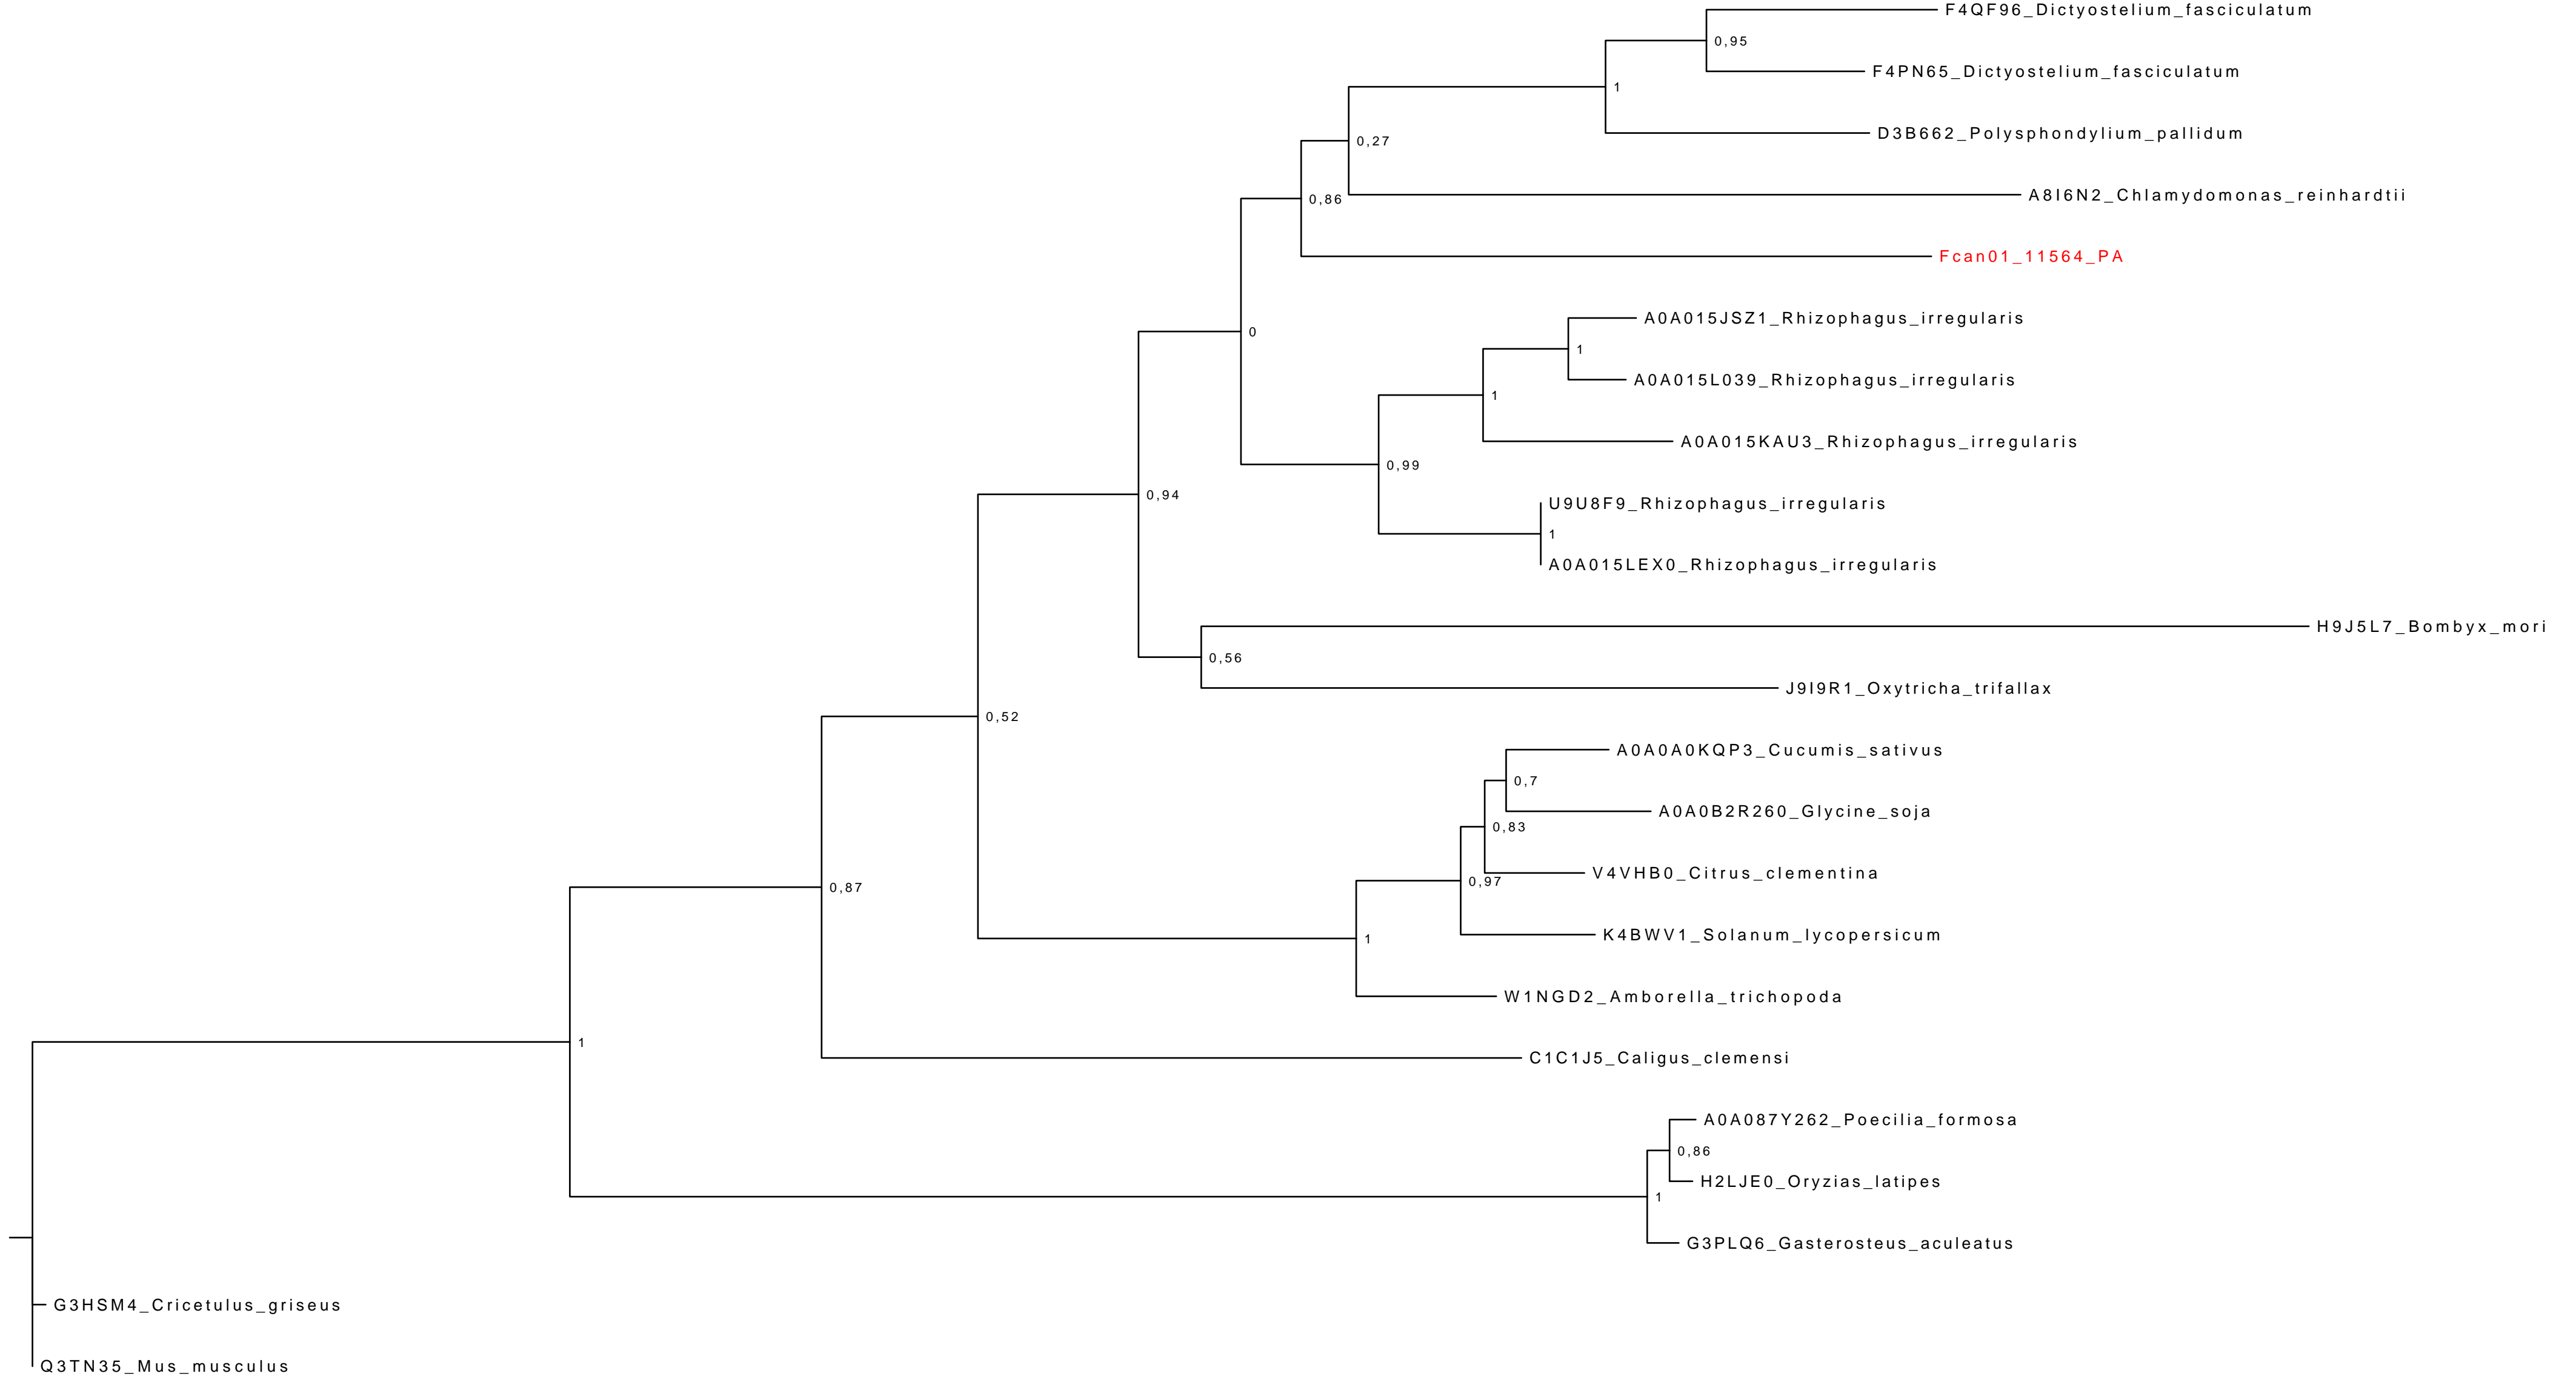 F4QF96_Dictyostelium_fasciculatum
0,95
F4PN65_Dictyostelium_fasciculatum
1
D3B662_Polysphondylium_pallidum
0,27
A8I6N2_Chlamydomonas_reinhardtii
0,86
Fcan01_11564_PA
A0A015JSZ1_Rhizophagus_irregularis
0
1
A0A015L039_Rhizophagus_irregularis
1
A0A015KAU3_Rhizophagus_irregularis
0,99
0,94
U9U8F9_Rhizophagus_irregularis
1
A0A015LEX0_Rhizophagus_irregularis
H9J5L7_Bombyx_mori
0,56
J9I9R1_Oxytricha_trifallax
0,52
A0A0A0KQP3_Cucumis_sativus
0,7
A0A0B2R260_Glycine_soja
0,83
V4VHB0_Citrus_clementina
0,97
0,87
K4BWV1_Solanum_lycopersicum
1
W1NGD2_Amborella_trichopoda
1
C1C1J5_Caligus_clemensi
A0A087Y262_Poecilia_formosa
0,86
H2LJE0_Oryzias_latipes
1
G3PLQ6_Gasterosteus_aculeatus
G3HSM4_Cricetulus_griseus
Q3TN35_Mus_musculus